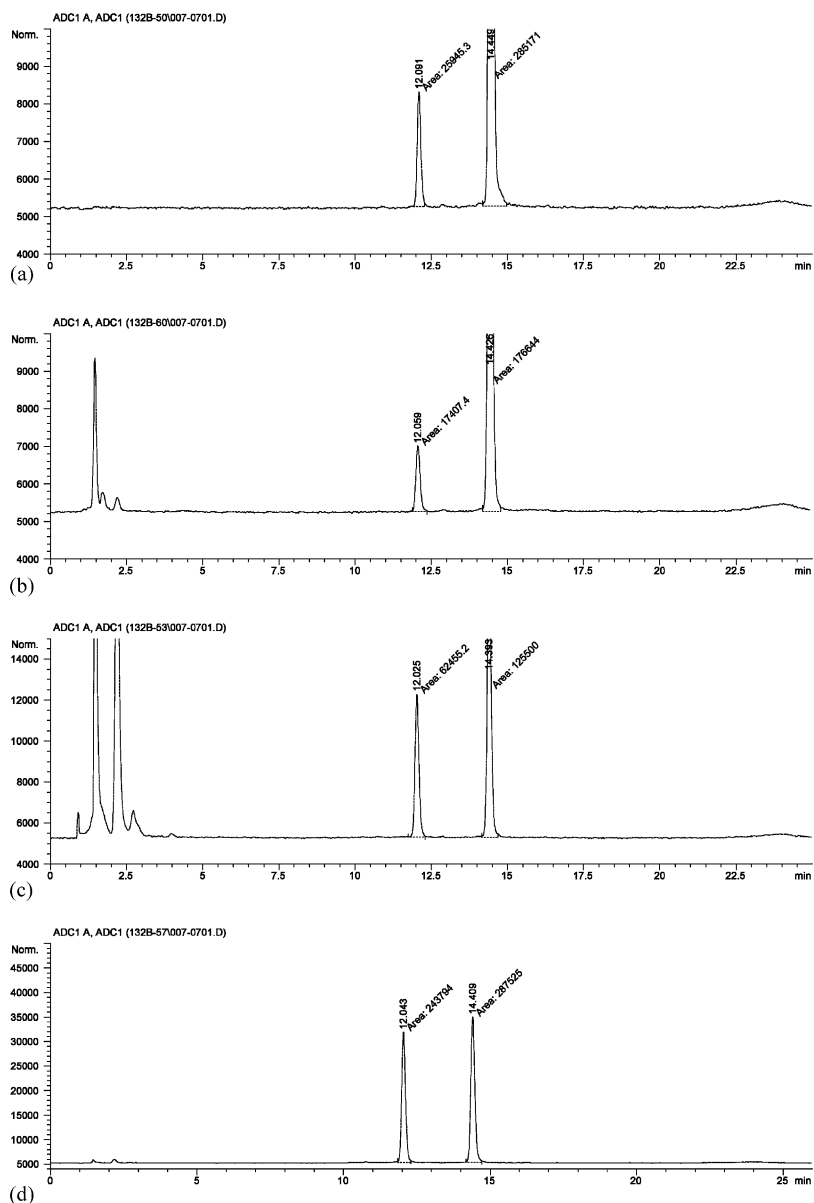 ADC1 A, ADC1 (132B-50\007-0701.D)
Norm.
9000
8000
7000
6000
5000
4000
12.091
Area: 25945.3
14.449
Area: 285171
0 2.5 5 7.5 10 12.5 15 17.5 20 22.5 min
(a)
ADC1 A, ADC1 (132B-60\007-0701.D)
Norm.
9000
8000
7000
6000
5000
4000
12.059
Area: 17407.4
14.426
Area: 176644
0 2.5 5 7.5 10 12.5 15 17.5 20 22.5 min
(b)
ADC1 A, ADC1 (132B-53\007-0701.D)
Norm.
14000
12000
10000
8000
6000
4000
12.025
Area: 62455.2
14.393
Area: 125500
0 2.5 5 7.5 10 12.5 15 17.5 20 22.5 min
(c)
ADC1 A, ADC1 (132B-57\007-0701.D)
Norm.
45000
40000
35000
30000
25000
20000
15000
10000
5000
12.043
Area: 243794
14.409
Area: 287525
0 5 10 15 20 25 min
(d)